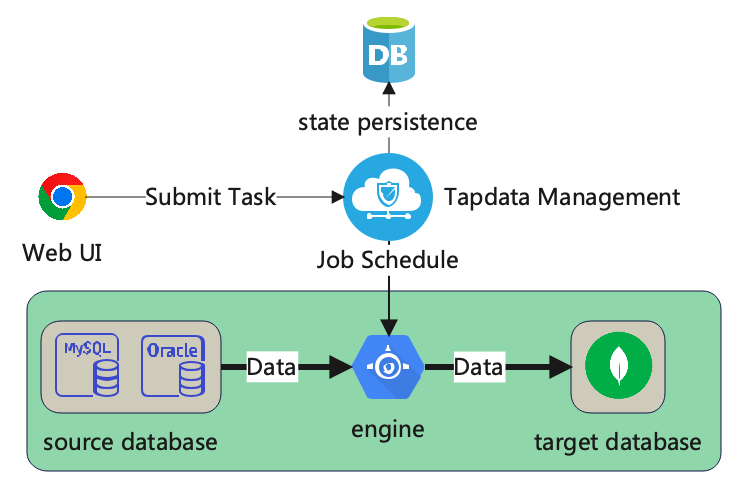 DB
state persistence
Submit Task
Tapdata Management
Web UI
Job Schedule
MySQL
Oracle
Data
Data
source database
engine
target database